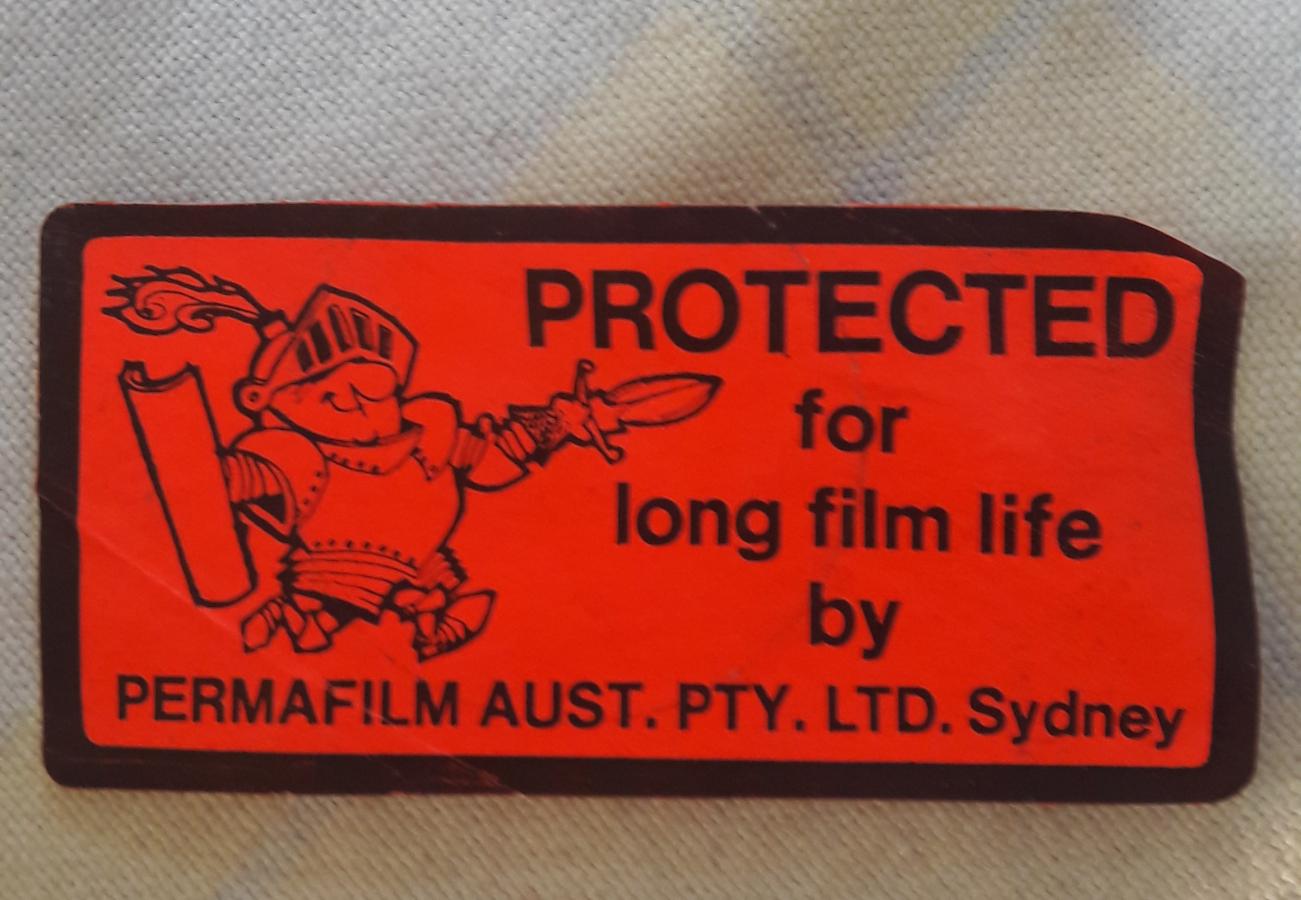 PROTECTED
for
long film life
by
PERMAFILM AUST. PTY. LTD. Sydney